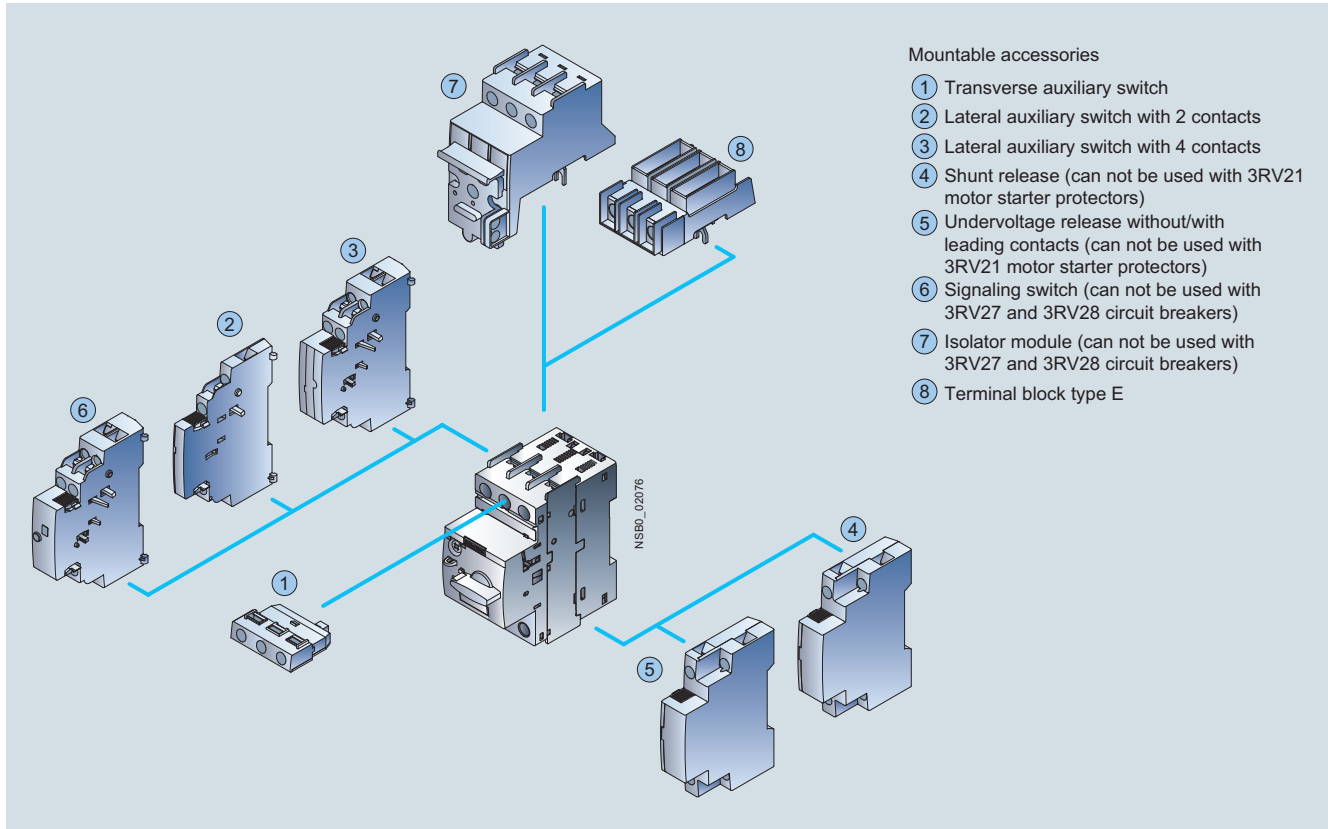 Mountable accessories
1 Transverse auxiliary switch
2 Lateral auxiliary switch with 2 contacts
3 Lateral auxiliary switch with 4 contacts
4 Shunt release (can not be used with 3RV21
motor starter protectors)
5 Undervoltage release without/with
leading contacts (can not be used with
3RV21 motor starter protectors)
6 Signaling switch (can not be used with
3RV27 and 3RV28 circuit breakers)
7 Isolator module (can not be used with
3RV27 and 3RV28 circuit breakers)
8 Terminal block type E
7
8
3
2
6
1
NSB0_02076
4
5